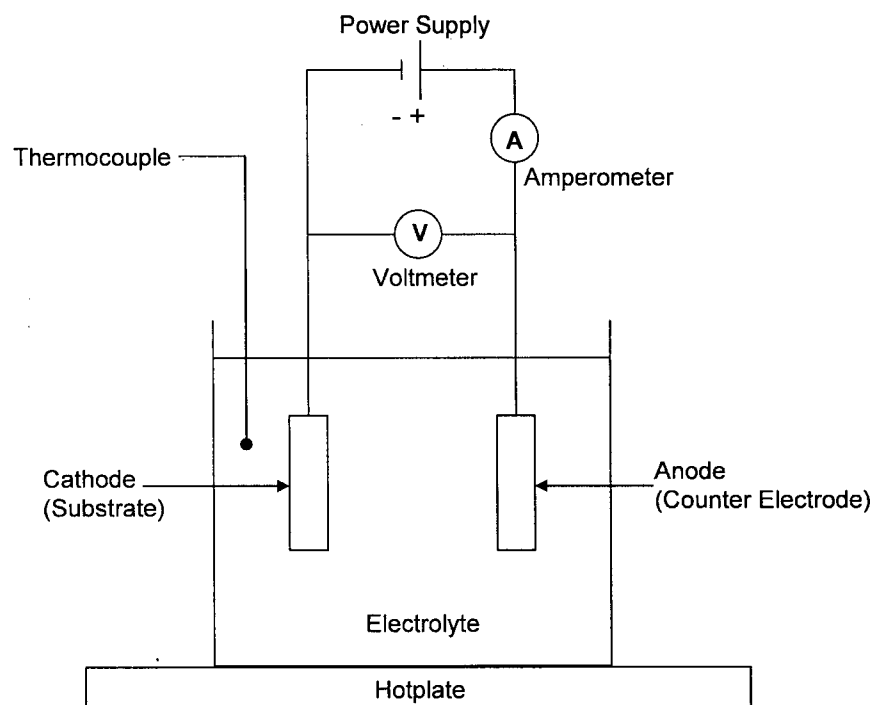 Power Supply
- +
A
Amperometer
Thermocouple
V
Voltmeter
Cathode
(Substrate)
Anode
(Counter Electrode)
Electrolyte
Hotplate